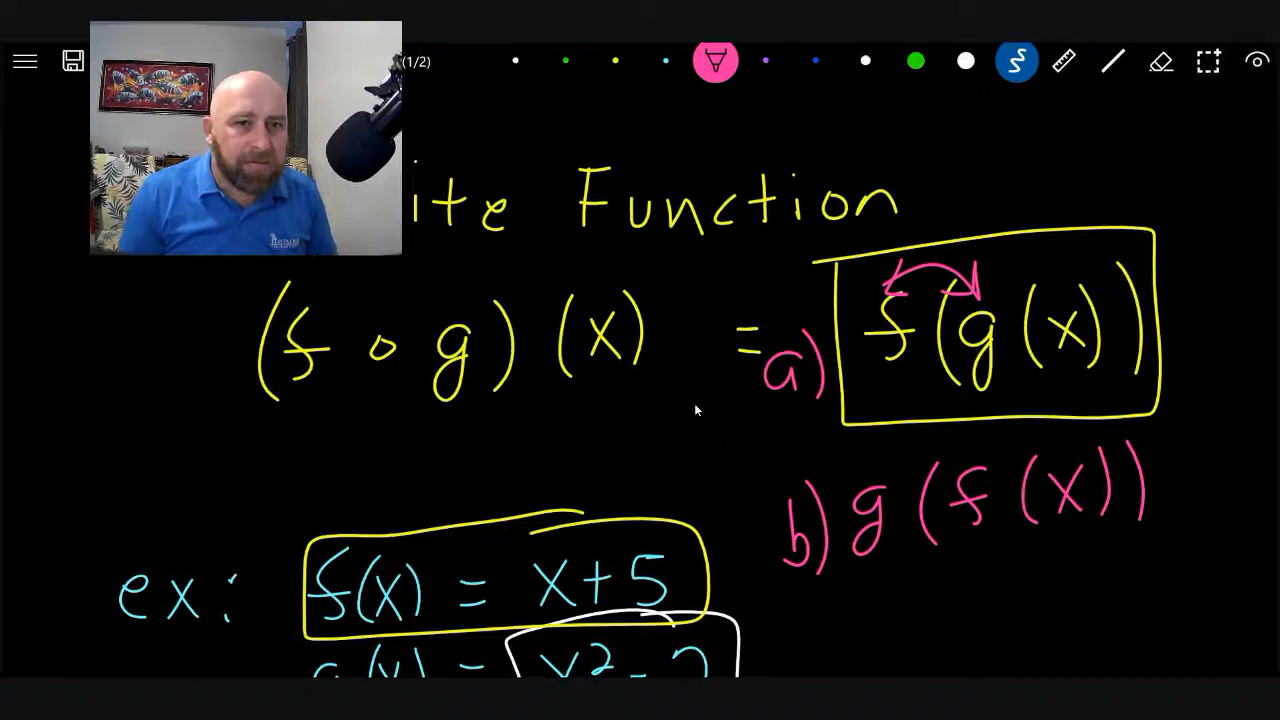 (1/2)
ite Function
(f o g)(x) = f(g(x))
a)
b) g(f(x))
ex: f(x) = x+5